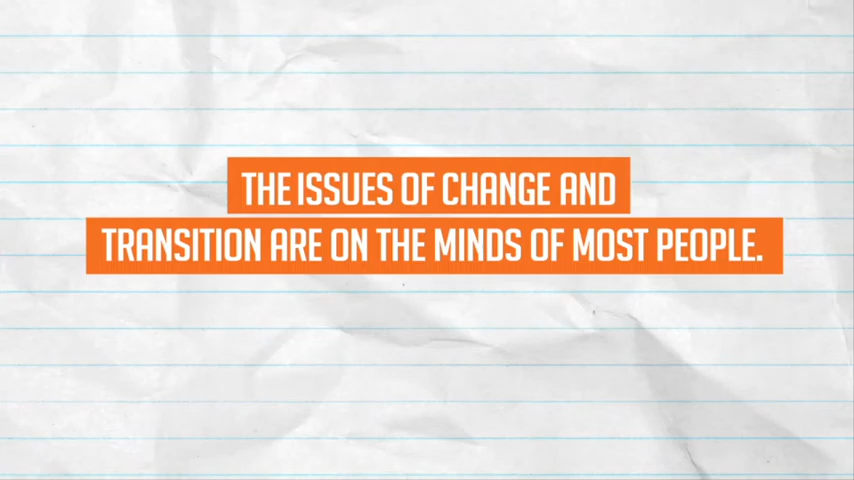 THE ISSUES OF CHANGE AND
TRANSITION ARE ON THE MINDS OF MOST PEOPLE.